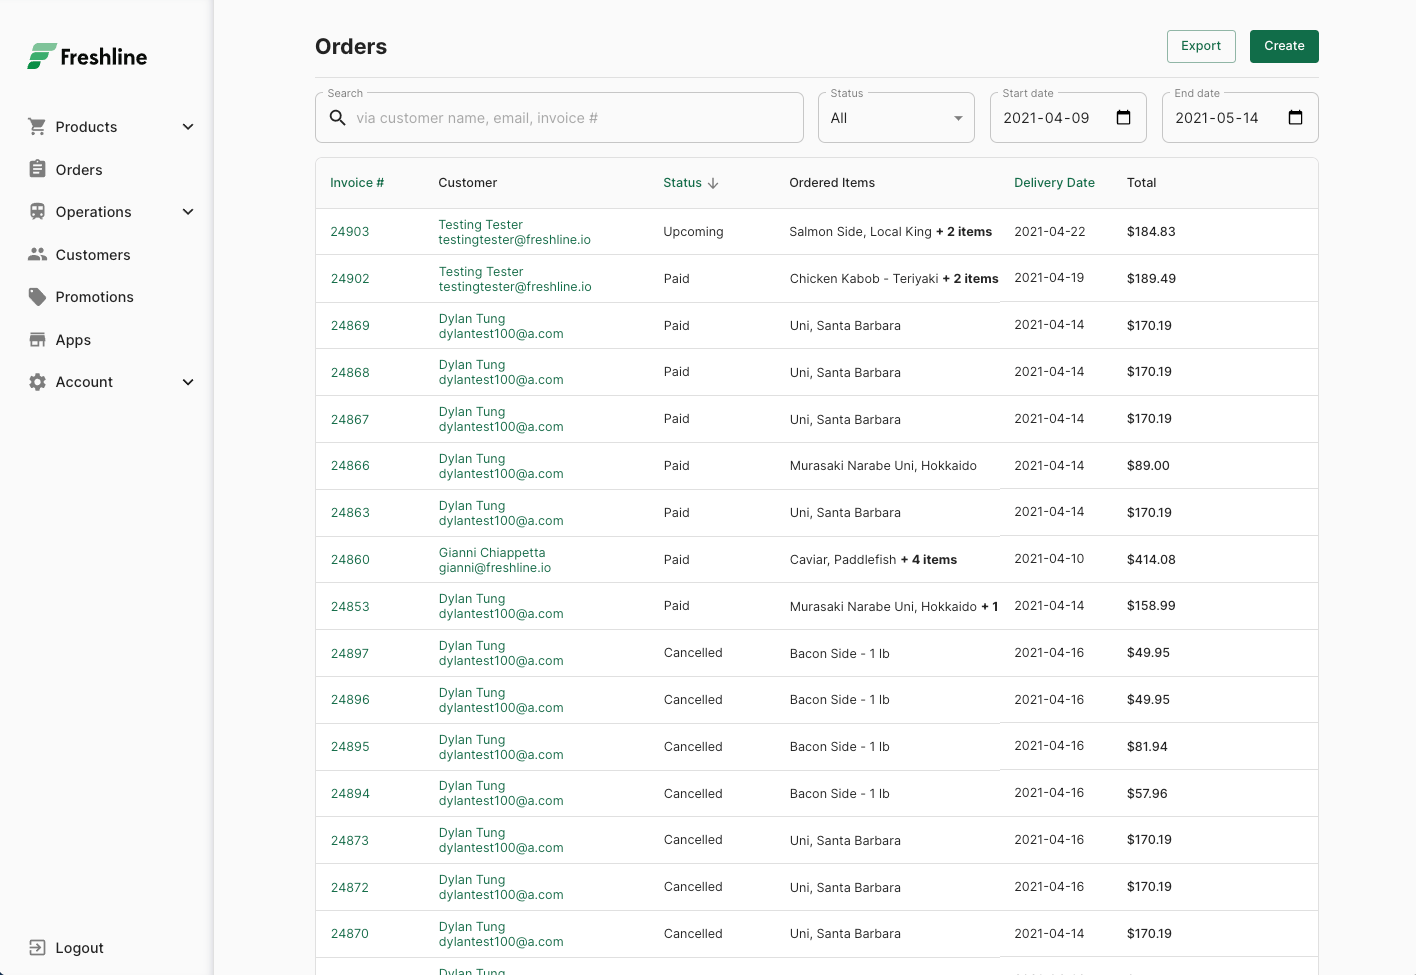 Freshline
Products
Orders
Operations
Customers
Promotions
Apps
Account
Logout
Orders
Export
Create
Search
via customer name, email, invoice #
Status
All
Start date
2021-04-09
End date
2021-05-14
Invoice # Customer Status Ordered Items Delivery Date Total
24903 Testing Tester Upcoming Salmon Side, Local King + 2 items 2021-04-22 $184.83
testingtester@freshline.io
24902 Testing Tester Paid Chicken Kabob - Teriyaki + 2 items 2021-04-19 $189.49
testingtester@freshline.io
24869 Dylan Tung Paid Uni, Santa Barbara 2021-04-14 $170.19
dylantest100@a.com
24868 Dylan Tung Paid Uni, Santa Barbara 2021-04-14 $170.19
dylantest100@a.com
24867 Dylan Tung Paid Uni, Santa Barbara 2021-04-14 $170.19
dylantest100@a.com
24866 Dylan Tung Paid Murasaki Narabe Uni, Hokkaido 2021-04-14 $89.00
dylantest100@a.com
24863 Dylan Tung Paid Uni, Santa Barbara 2021-04-14 $170.19
dylantest100@a.com
24860 Gianni Chiappetta Paid Caviar, Paddlefish + 4 items 2021-04-10 $414.08
gianni@freshline.io
24853 Dylan Tung Paid Murasaki Narabe Uni, Hokkaido + 1 2021-04-14 $158.99
dylantest100@a.com
24897 Dylan Tung Cancelled Bacon Side - 1 lb 2021-04-16 $49.95
dylantest100@a.com
24896 Dylan Tung Cancelled Bacon Side - 1 lb 2021-04-16 $49.95
dylantest100@a.com
24895 Dylan Tung Cancelled Bacon Side - 1 lb 2021-04-16 $81.94
dylantest100@a.com
24894 Dylan Tung Cancelled Bacon Side - 1 lb 2021-04-16 $57.96
dylantest100@a.com
24873 Dylan Tung Cancelled Uni, Santa Barbara 2021-04-16 $170.19
dylantest100@a.com
24872 Dylan Tung Cancelled Uni, Santa Barbara 2021-04-16 $170.19
dylantest100@a.com
24870 Dylan Tung Cancelled Uni, Santa Barbara 2021-04-14 $170.19
dylantest100@a.com
Dylan Tung